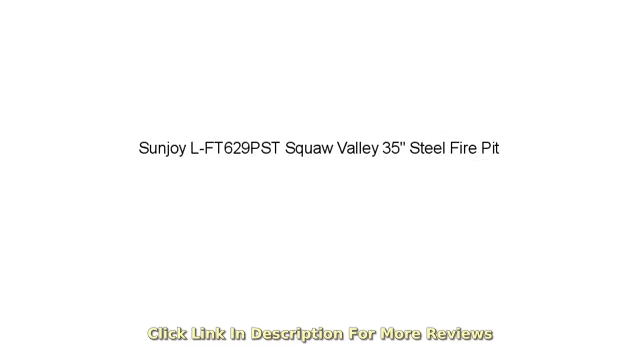 Sunjoy L-FT629PST Squaw Valley 35" Steel Fire Pit
Click Link In Description For More Reviews